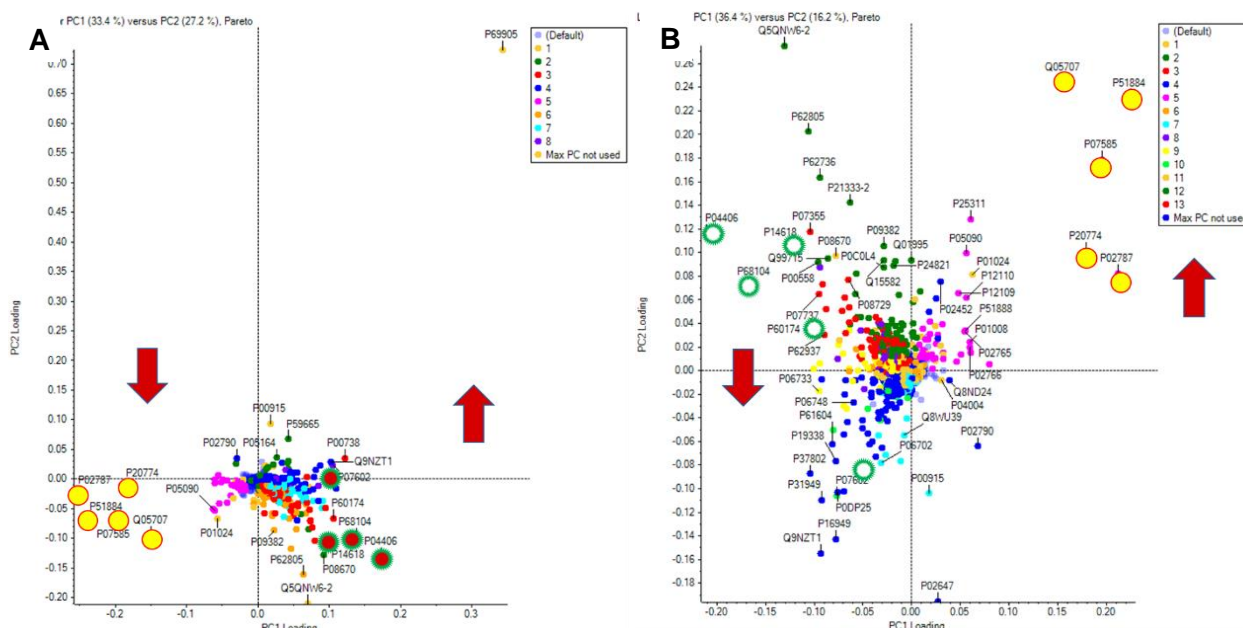 r PC1 (33.4 %) versus PC2 (27.2 %), Pareto
A
P69905
(Default)
1
2
3
4
5
6
7
8
Max PC not used
0.70
0.65
0.60
0.55
0.50
0.45
0.40
0.35
0.30
0.25
0.20
0.15
0.10
0.05
0.00
-0.05
-0.10
-0.15
-0.20
PC2 Loading
P00915
P59665
P02790
P05164
P00738
Q9NZT1
P07602
P02787
P20774
P51884
P05090
P07585
Q05707
P01024
P60174
P68104
P04406
P09382
P14618
P62805
P08670
Q5QNW6-2
-0.2
-0.1
0.0
0.1
0.2
0.3
PC1 Loading
PC1 (36.4 %) versus PC2 (16.2 %), Pareto
B
Q5QNW6-2
(Default)
1
2
3
4
5
6
7
8
9
10
11
12
13
Max PC not used
0.26
0.24
0.22
0.20
0.18
0.16
0.14
0.12
0.10
0.08
0.06
0.04
0.02
0.00
-0.02
-0.04
-0.06
-0.08
-0.10
-0.12
-0.14
-0.16
-0.18
PC2 Loading
Q05707
P51884
P62805
P07585
P62736
P21333-2
P25311
P04406
P07355
P14618
P09382
P05090
P20774
P08670
Q01995
P02787
Q99715
P0C0L4
P24821
P01024
P68104
P00558
Q15582
P12110
P12109
P08729
P02452
P07737
P51888
P60174
P01008
P62937
P02765
P02766
P06733
Q8ND24
P06748
P04004
P61604
Q8WU39
P19338
P06702
P02790
P37802
P07602
P00915
P31949
P0DP25
P16949
Q9NZT1
P02647
-0.20
-0.15
-0.10
-0.05
0.00
0.05
0.10
0.15
0.20
PC1 Loading